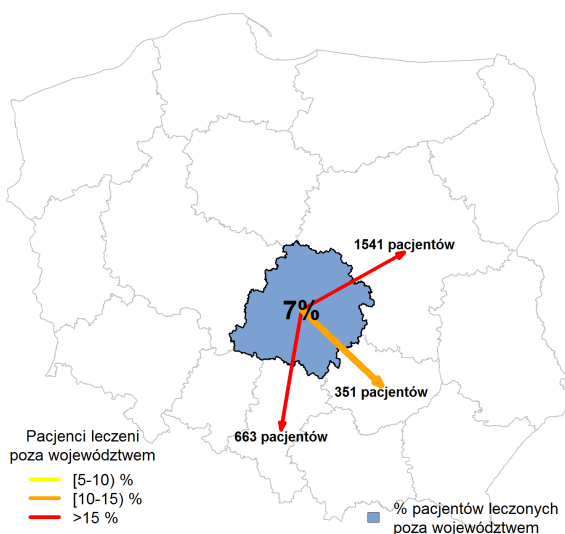 1541 pacjentów
7%
351 pacjentów
663 pacjentów
Pacjenci leczeni
poza województwem
[5-10) %
[10-15) %
>15 %
% pacjentów leczonych
poza województwem